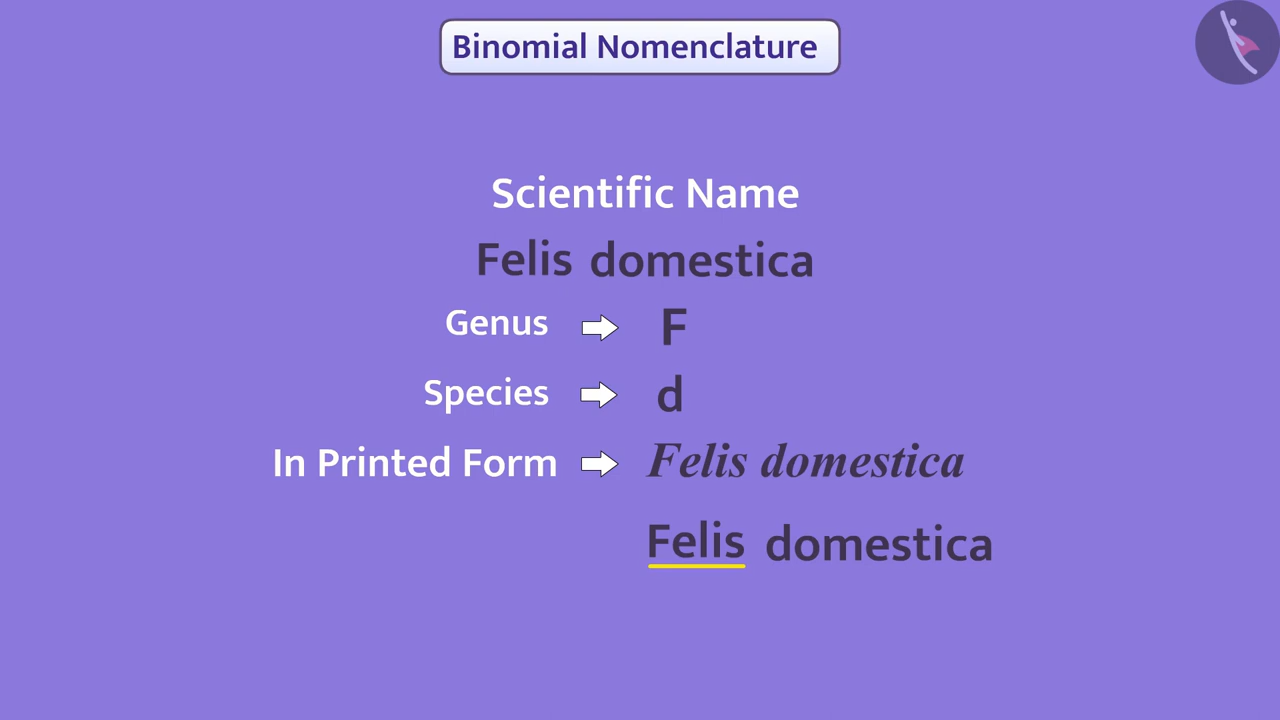 Binomial Nomenclature
Scientific Name
Felis domestica
Genus F
Species d
In Printed Form Felis domestica
Felis domestica